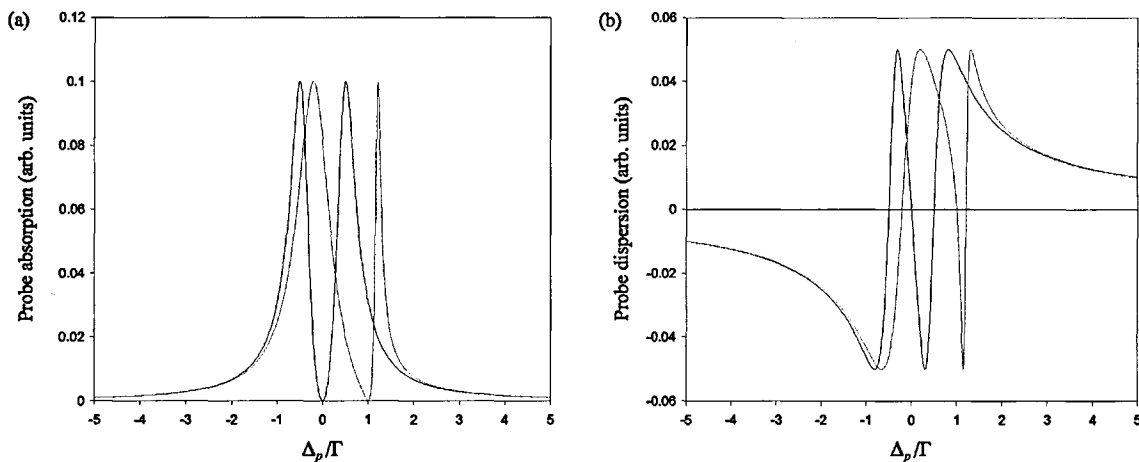 (a)
0.12
0.1
0.08
0.06
0.04
0.02
0
Probe absorption (arb. units)
-5 -4 -3 -2 -1 0 1 2 3 4 5
Δp/Γ
(b)
0.06
0.04
0.02
0
-0.02
-0.04
-0.06
Probe dispersion (arb. units)
-5 -4 -3 -2 -1 0 1 2 3 4 5
Δp/Γ